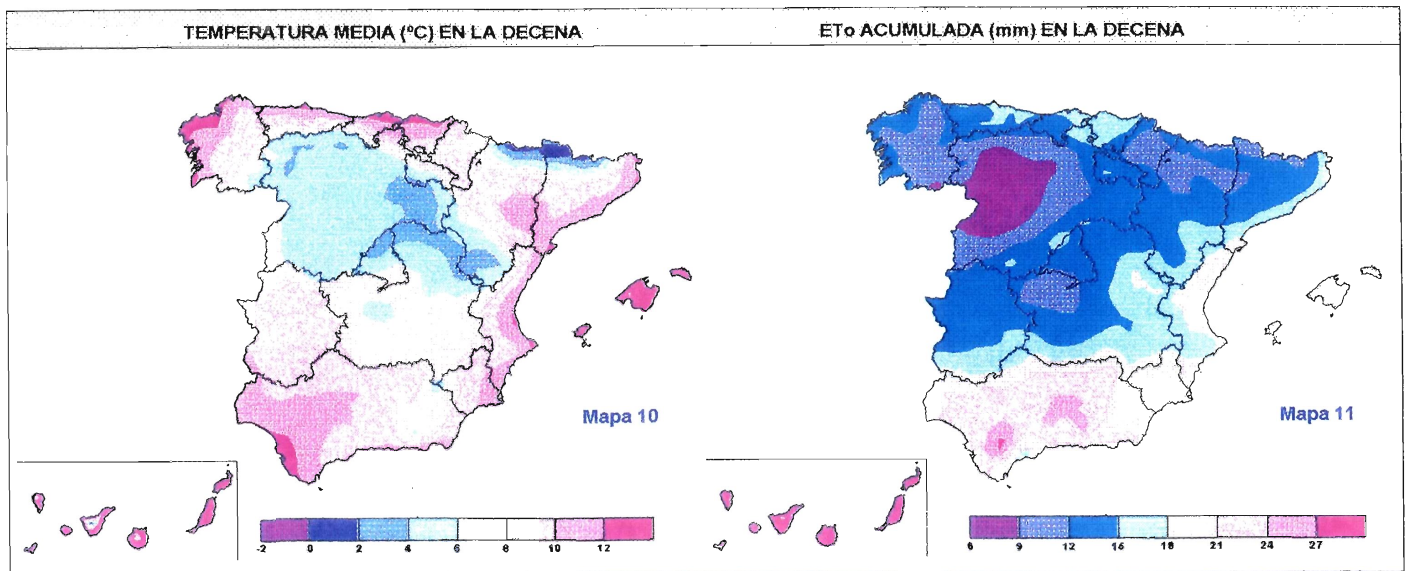 TEMPERATURA MEDIA (ºC) EN LA DECENA
ETo ACUMULADA (mm) EN LA DECENA
Mapa 10
Mapa 11
-2 0 2 4 6 8 10 12
6 9 12 15 18 21 24 27